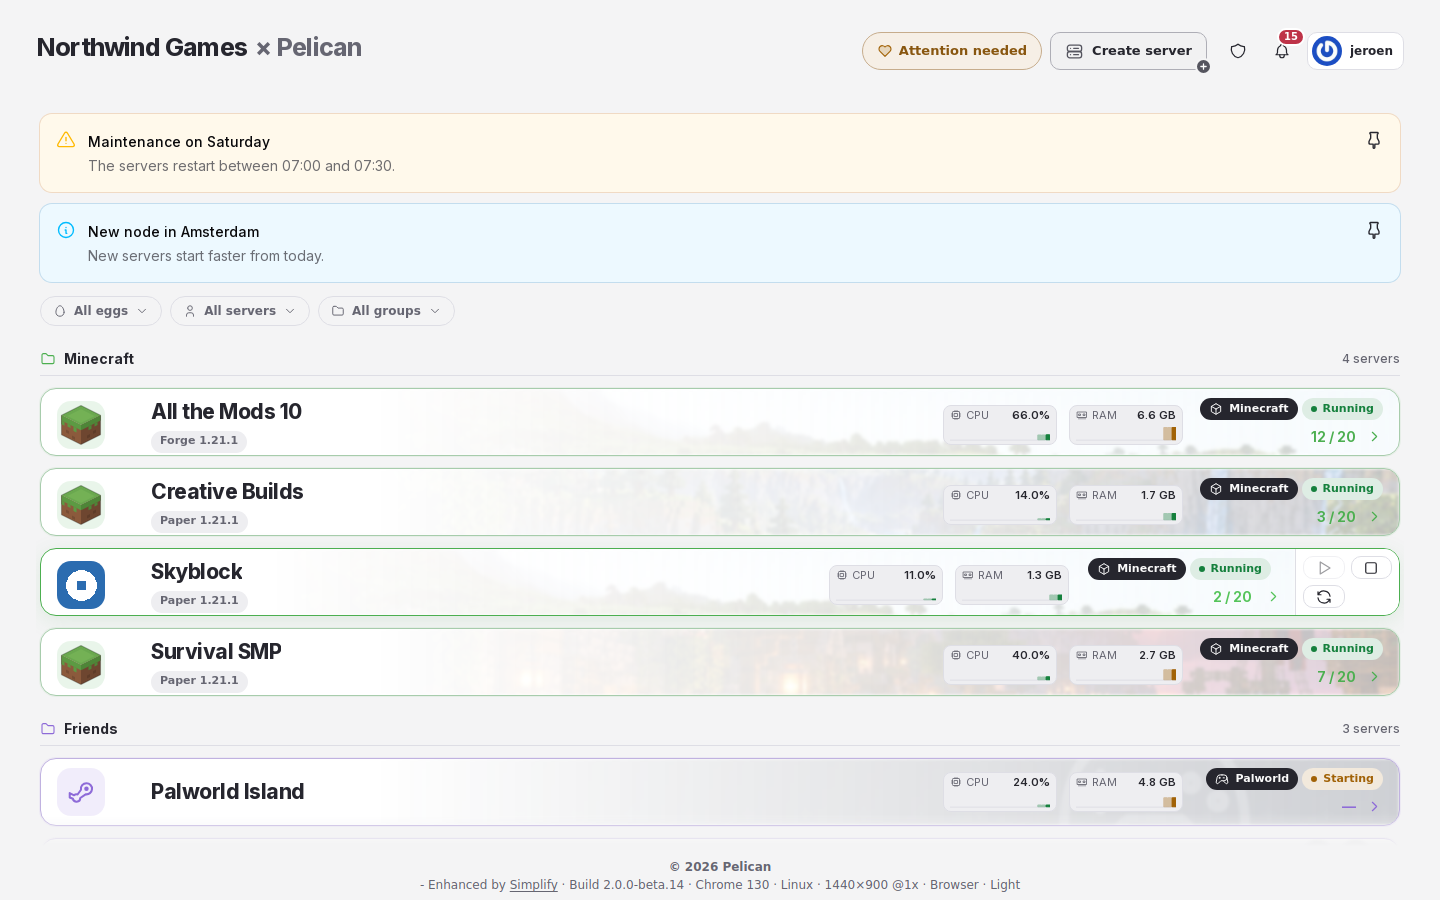 Northwind Games × Pelican
Attention needed
Create server
15
jeroen
Maintenance on Saturday
The servers restart between 07:00 and 07:30.
New node in Amsterdam
New servers start faster from today.
All eggs
All servers
All groups
Minecraft
4 servers
All the Mods 10
Forge 1.21.1
CPU 66.0%
RAM 6.6 GB
Minecraft
Running
12 / 20
Creative Builds
Paper 1.21.1
CPU 14.0%
RAM 1.7 GB
Minecraft
Running
3 / 20
Skyblock
Paper 1.21.1
CPU 11.0%
RAM 1.3 GB
Minecraft
Running
2 / 20
Survival SMP
Paper 1.21.1
CPU 40.0%
RAM 2.7 GB
Minecraft
Running
7 / 20
Friends
3 servers
Palworld Island
CPU 24.0%
RAM 4.8 GB
Palworld
Starting
—
© 2026 Pelican
- Enhanced by Simplify · Build 2.0.0-beta.14 · Chrome 130 · Linux · 1440×900 @1x · Browser · Light